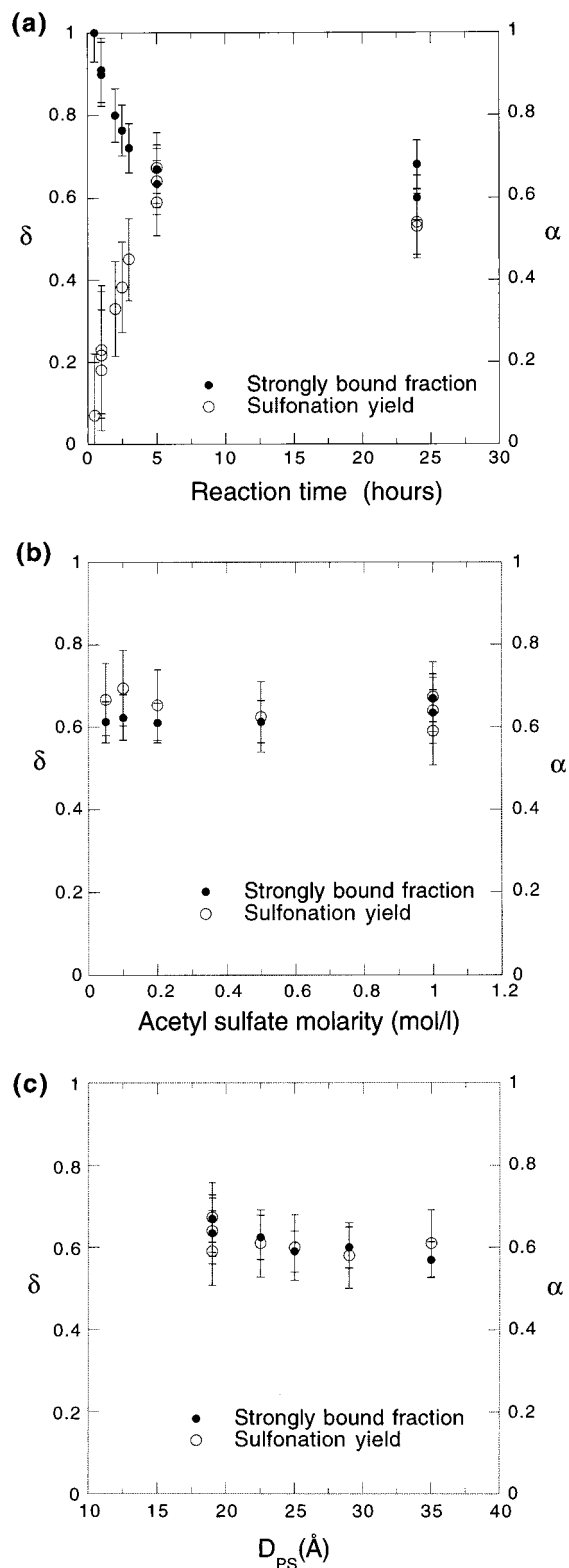 (a)
1
0.8
0.6
0.4
0.2
0
δ
1
0.8
0.6
0.4
0.2
0
α
Strongly bound fraction
Sulfonation yield
0 5 10 15 20 25 30
Reaction time (hours)
(b)
1
0.8
0.6
0.4
0.2
0
δ
1
0.8
0.6
0.4
0.2
0
α
Strongly bound fraction
Sulfonation yield
0 0.2 0.4 0.6 0.8 1 1.2
Acetyl sulfate molarity (mol/l)
(c)
1
0.8
0.6
0.4
0.2
0
δ
1
0.8
0.6
0.4
0.2
0
α
Strongly bound fraction
Sulfonation yield
10 15 20 25 30 35 40
D_PS(Å)